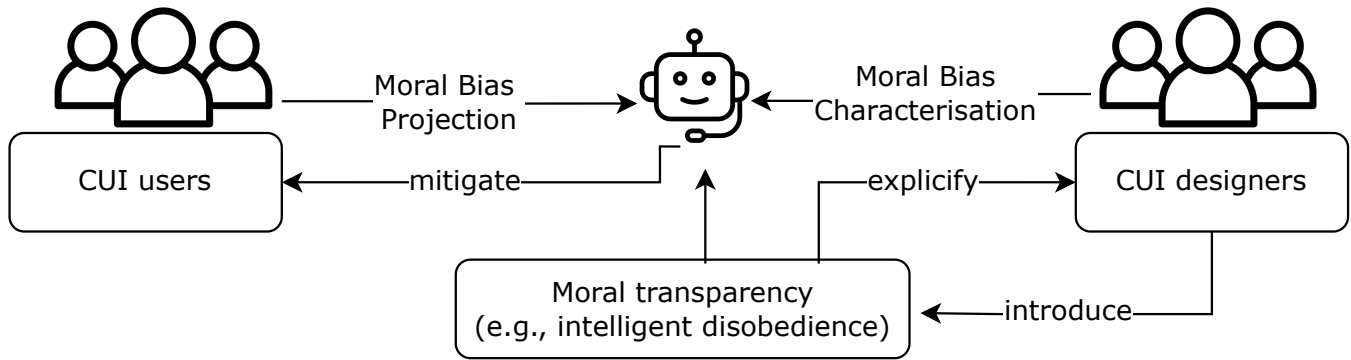 Moral Bias
Projection
Moral Bias
Characterisation
CUI users
mitigate
explicify
CUI designers
Moral transparency
(e.g., intelligent disobedience)
introduce